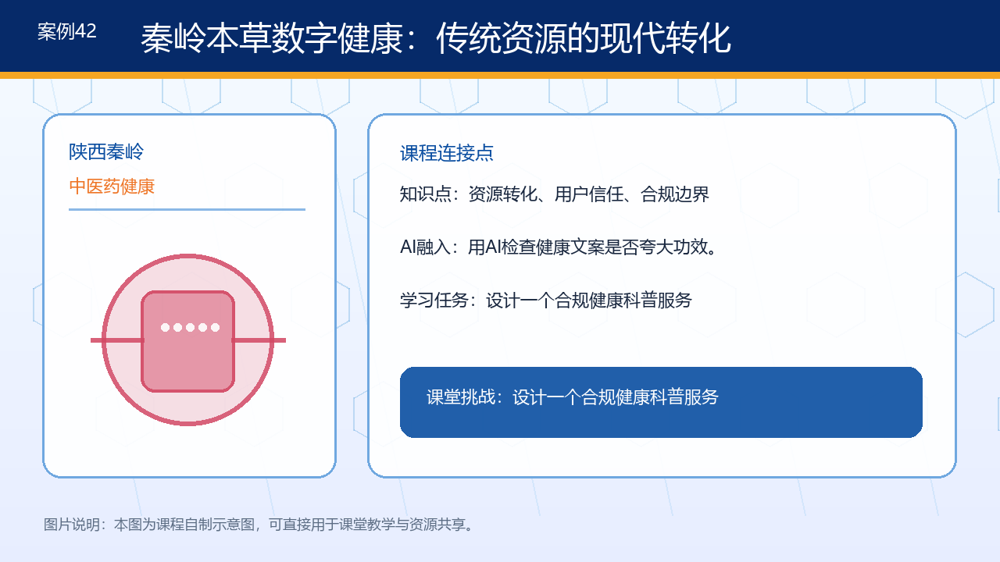 案例42
秦岭本草数字健康：传统资源的现代转化
陕西秦岭
中医药健康
课程连接点
知识点：资源转化、用户信任、合规边界
AI融入：用AI检查健康文案是否夸大功效。
学习任务：设计一个合规健康科普服务
课堂挑战：设计一个合规健康科普服务
图片说明：本图为课程自制示意图，可直接用于课堂教学与资源共享。